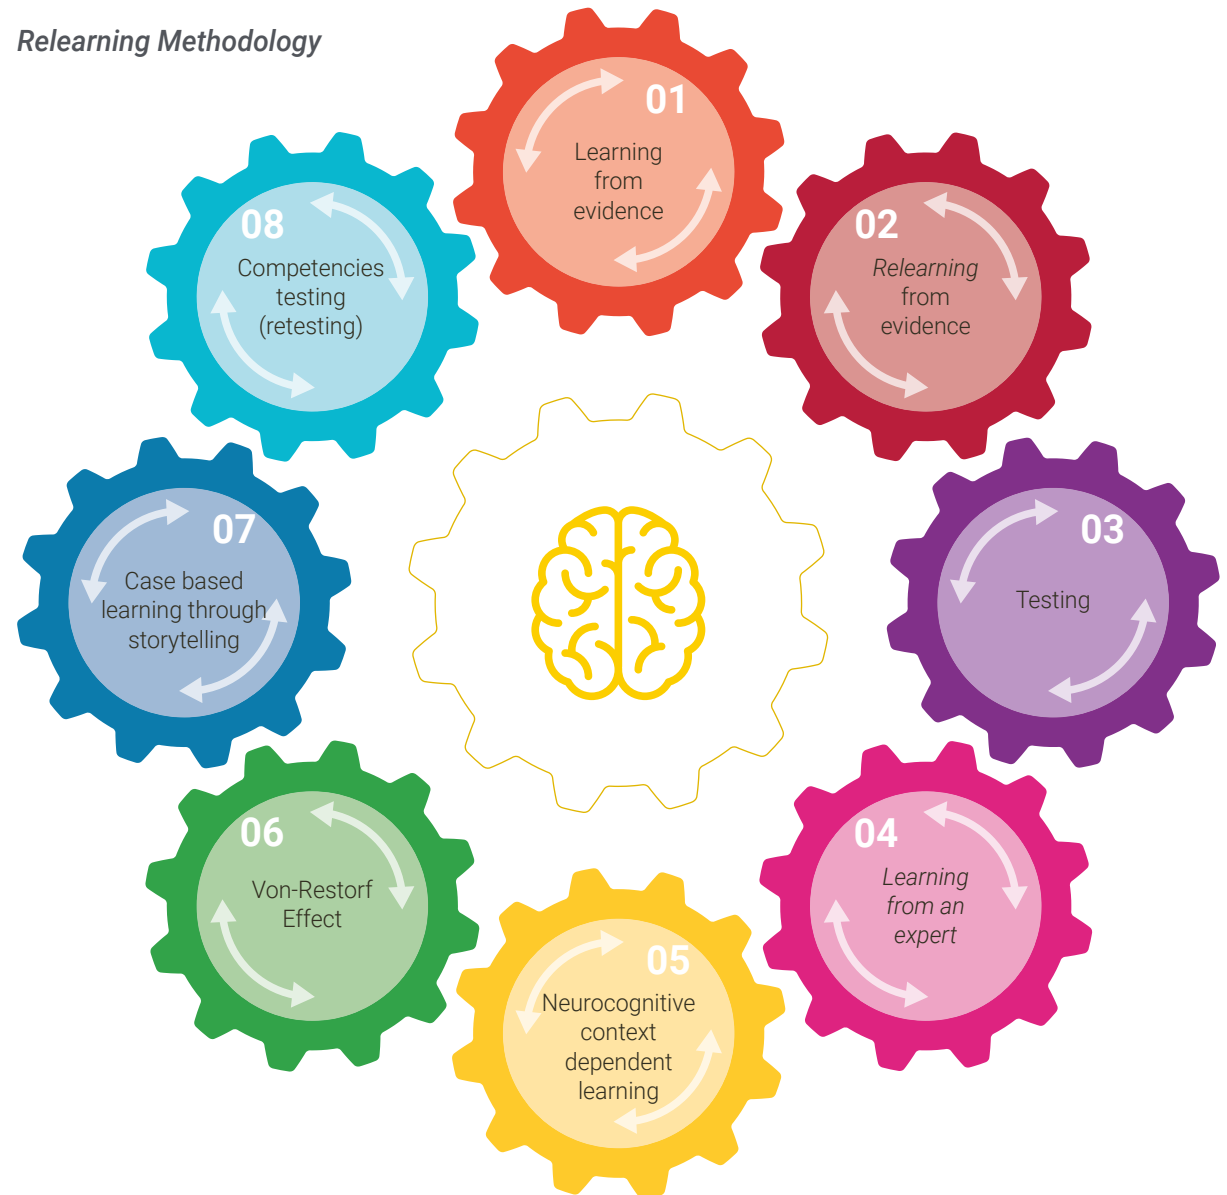 Relearning Methodology
01
Learning
from
evidence
02
Relearning
from
evidence
03
Testing
04
Learning
from an
expert
05
Neurocognitive
context
dependent
learning
06
Von-Restorf
Effect
07
Case based
learning through
storytelling
08
Competencies
testing
(retesting)